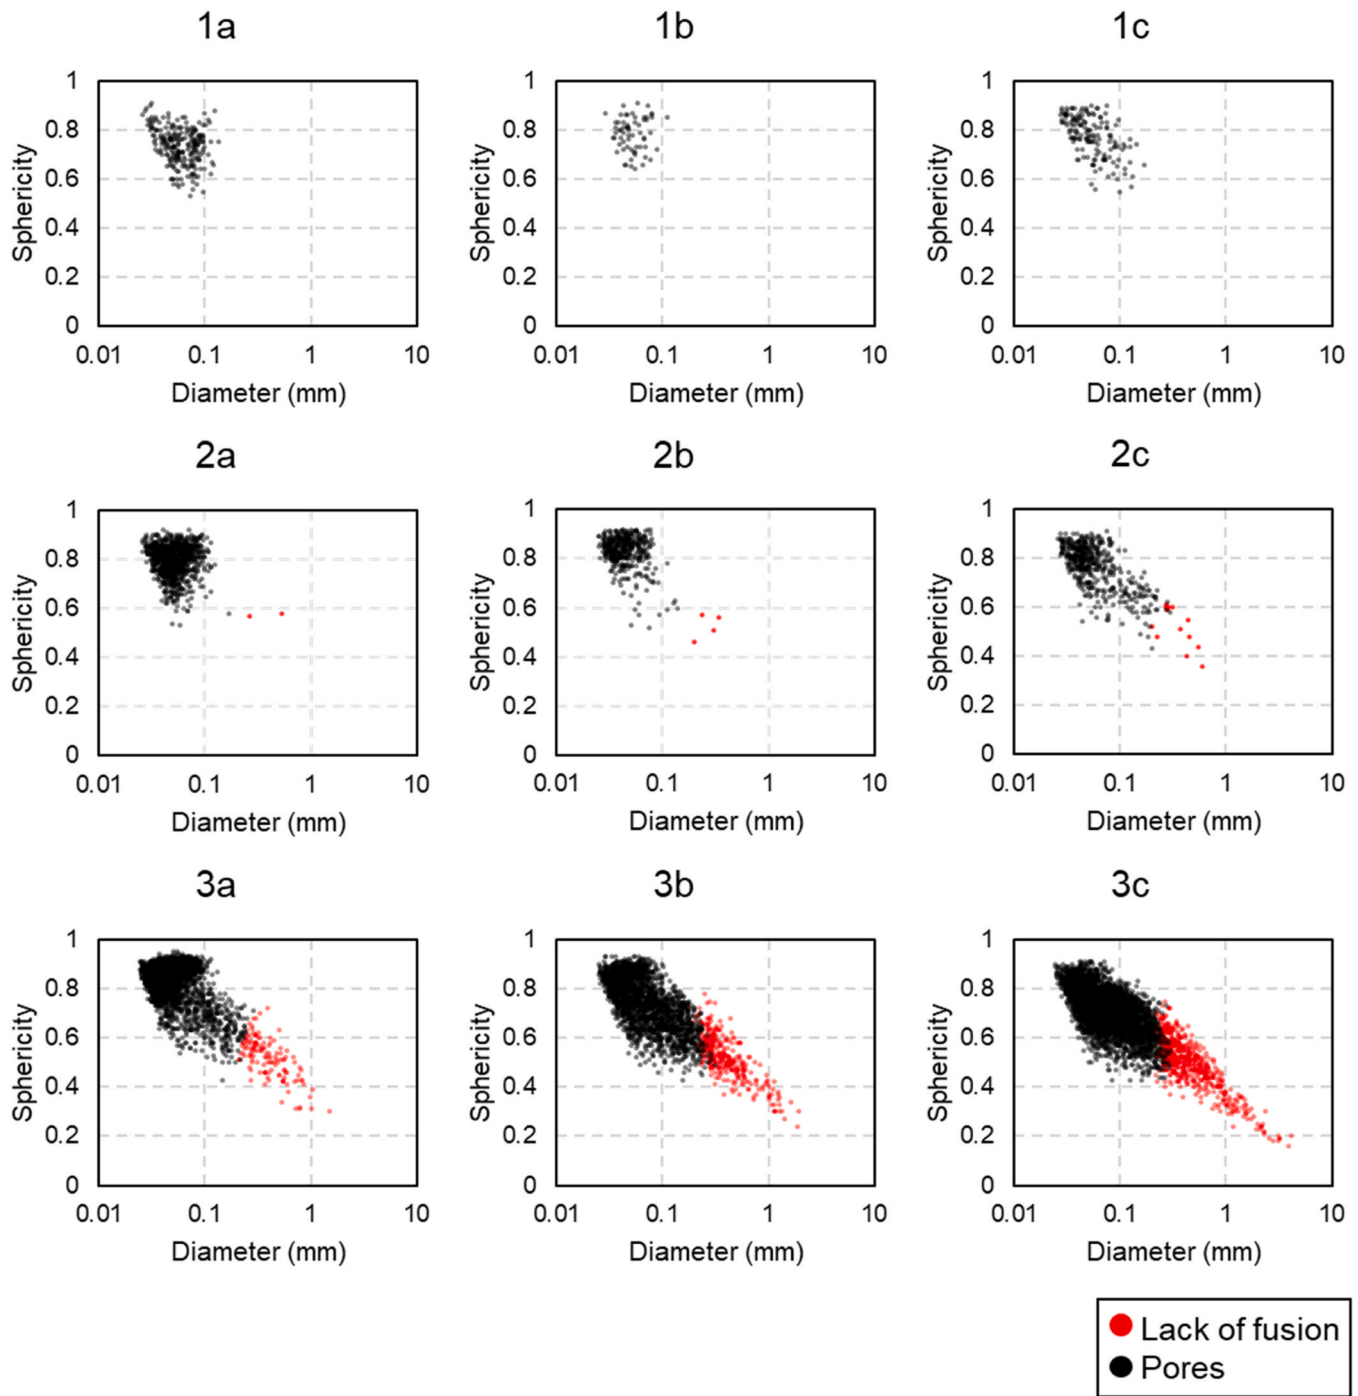 1a 1b 1c
1 1 1
0.8 0.8 0.8
0.6 0.6 0.6
0.4 0.4 0.4
0.2 0.2 0.2
0 0 0
Sphericity Sphericity Sphericity
0.01 0.1 1 10 0.01 0.1 1 10 0.01 0.1 1 10
Diameter (mm) Diameter (mm) Diameter (mm)
2a 2b 2c
1 1 1
0.8 0.8 0.8
0.6 0.6 0.6
0.4 0.4 0.4
0.2 0.2 0.2
0 0 0
Sphericity Sphericity Sphericity
0.01 0.1 1 10 0.01 0.1 1 10 0.01 0.1 1 10
Diameter (mm) Diameter (mm) Diameter (mm)
3a 3b 3c
1 1 1
0.8 0.8 0.8
0.6 0.6 0.6
0.4 0.4 0.4
0.2 0.2 0.2
0 0 0
Sphericity Sphericity Sphericity
0.01 0.1 1 10 0.01 0.1 1 10 0.01 0.1 1 10
Diameter (mm) Diameter (mm) Diameter (mm)
Lack of fusion
Pores